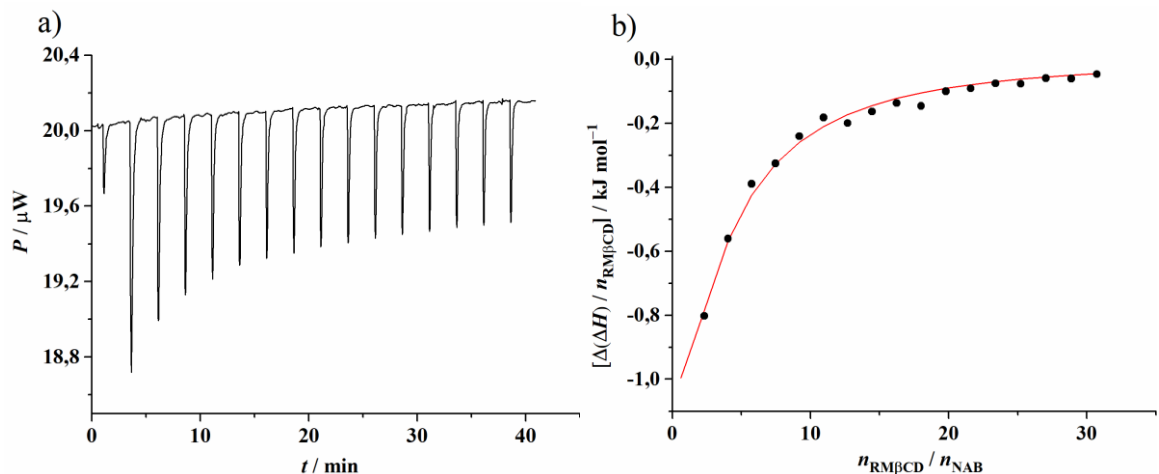 a)
20,4
20,0
19,6
19,2
18,8
P / μW
0 10 20 30 40
t / min
b)
0,0
-0,2
-0,4
-0,6
-0,8
-1,0
[Δ(ΔH) / nRMβCD] / kJ mol−1
0 10 20 30
nRMβCD / nNAB